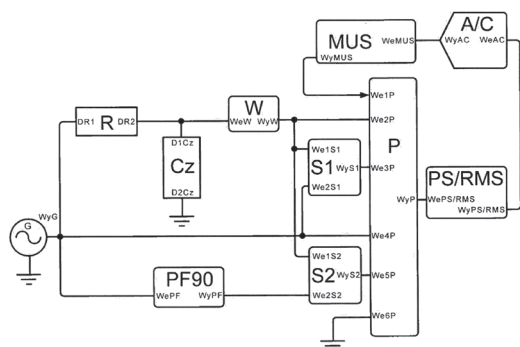 A/C
WyAC WeAC
MUS
WeMUS
WyMUS
We1P
DR1 R DR2
W
WeW WyW
We2P
P
D1Cz
Cz
D2Cz
We1S1
S1
WyS1
We2S1
We3P
PS/RMS
WyP
WePS/RMS
WyPS/RMS
WyG
G
We4P
We1S2
S2
WyS2
We2S2
We5P
PF90
WePF WyPF
We6P